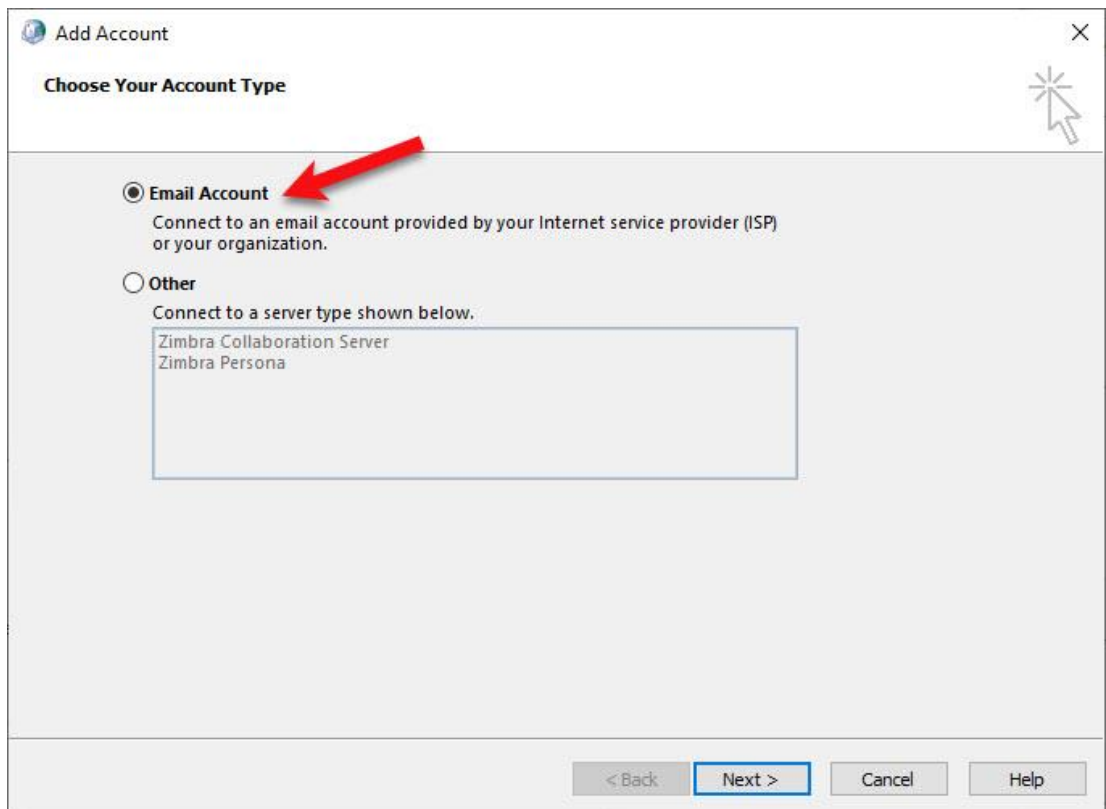 Add Account
Choose Your Account Type
Email Account
Connect to an email account provided by your Internet service provider (ISP)
or your organization.
Other
Connect to a server type shown below.
Zimbra Collaboration Server
Zimbra Persona
< Back Next > Cancel Help